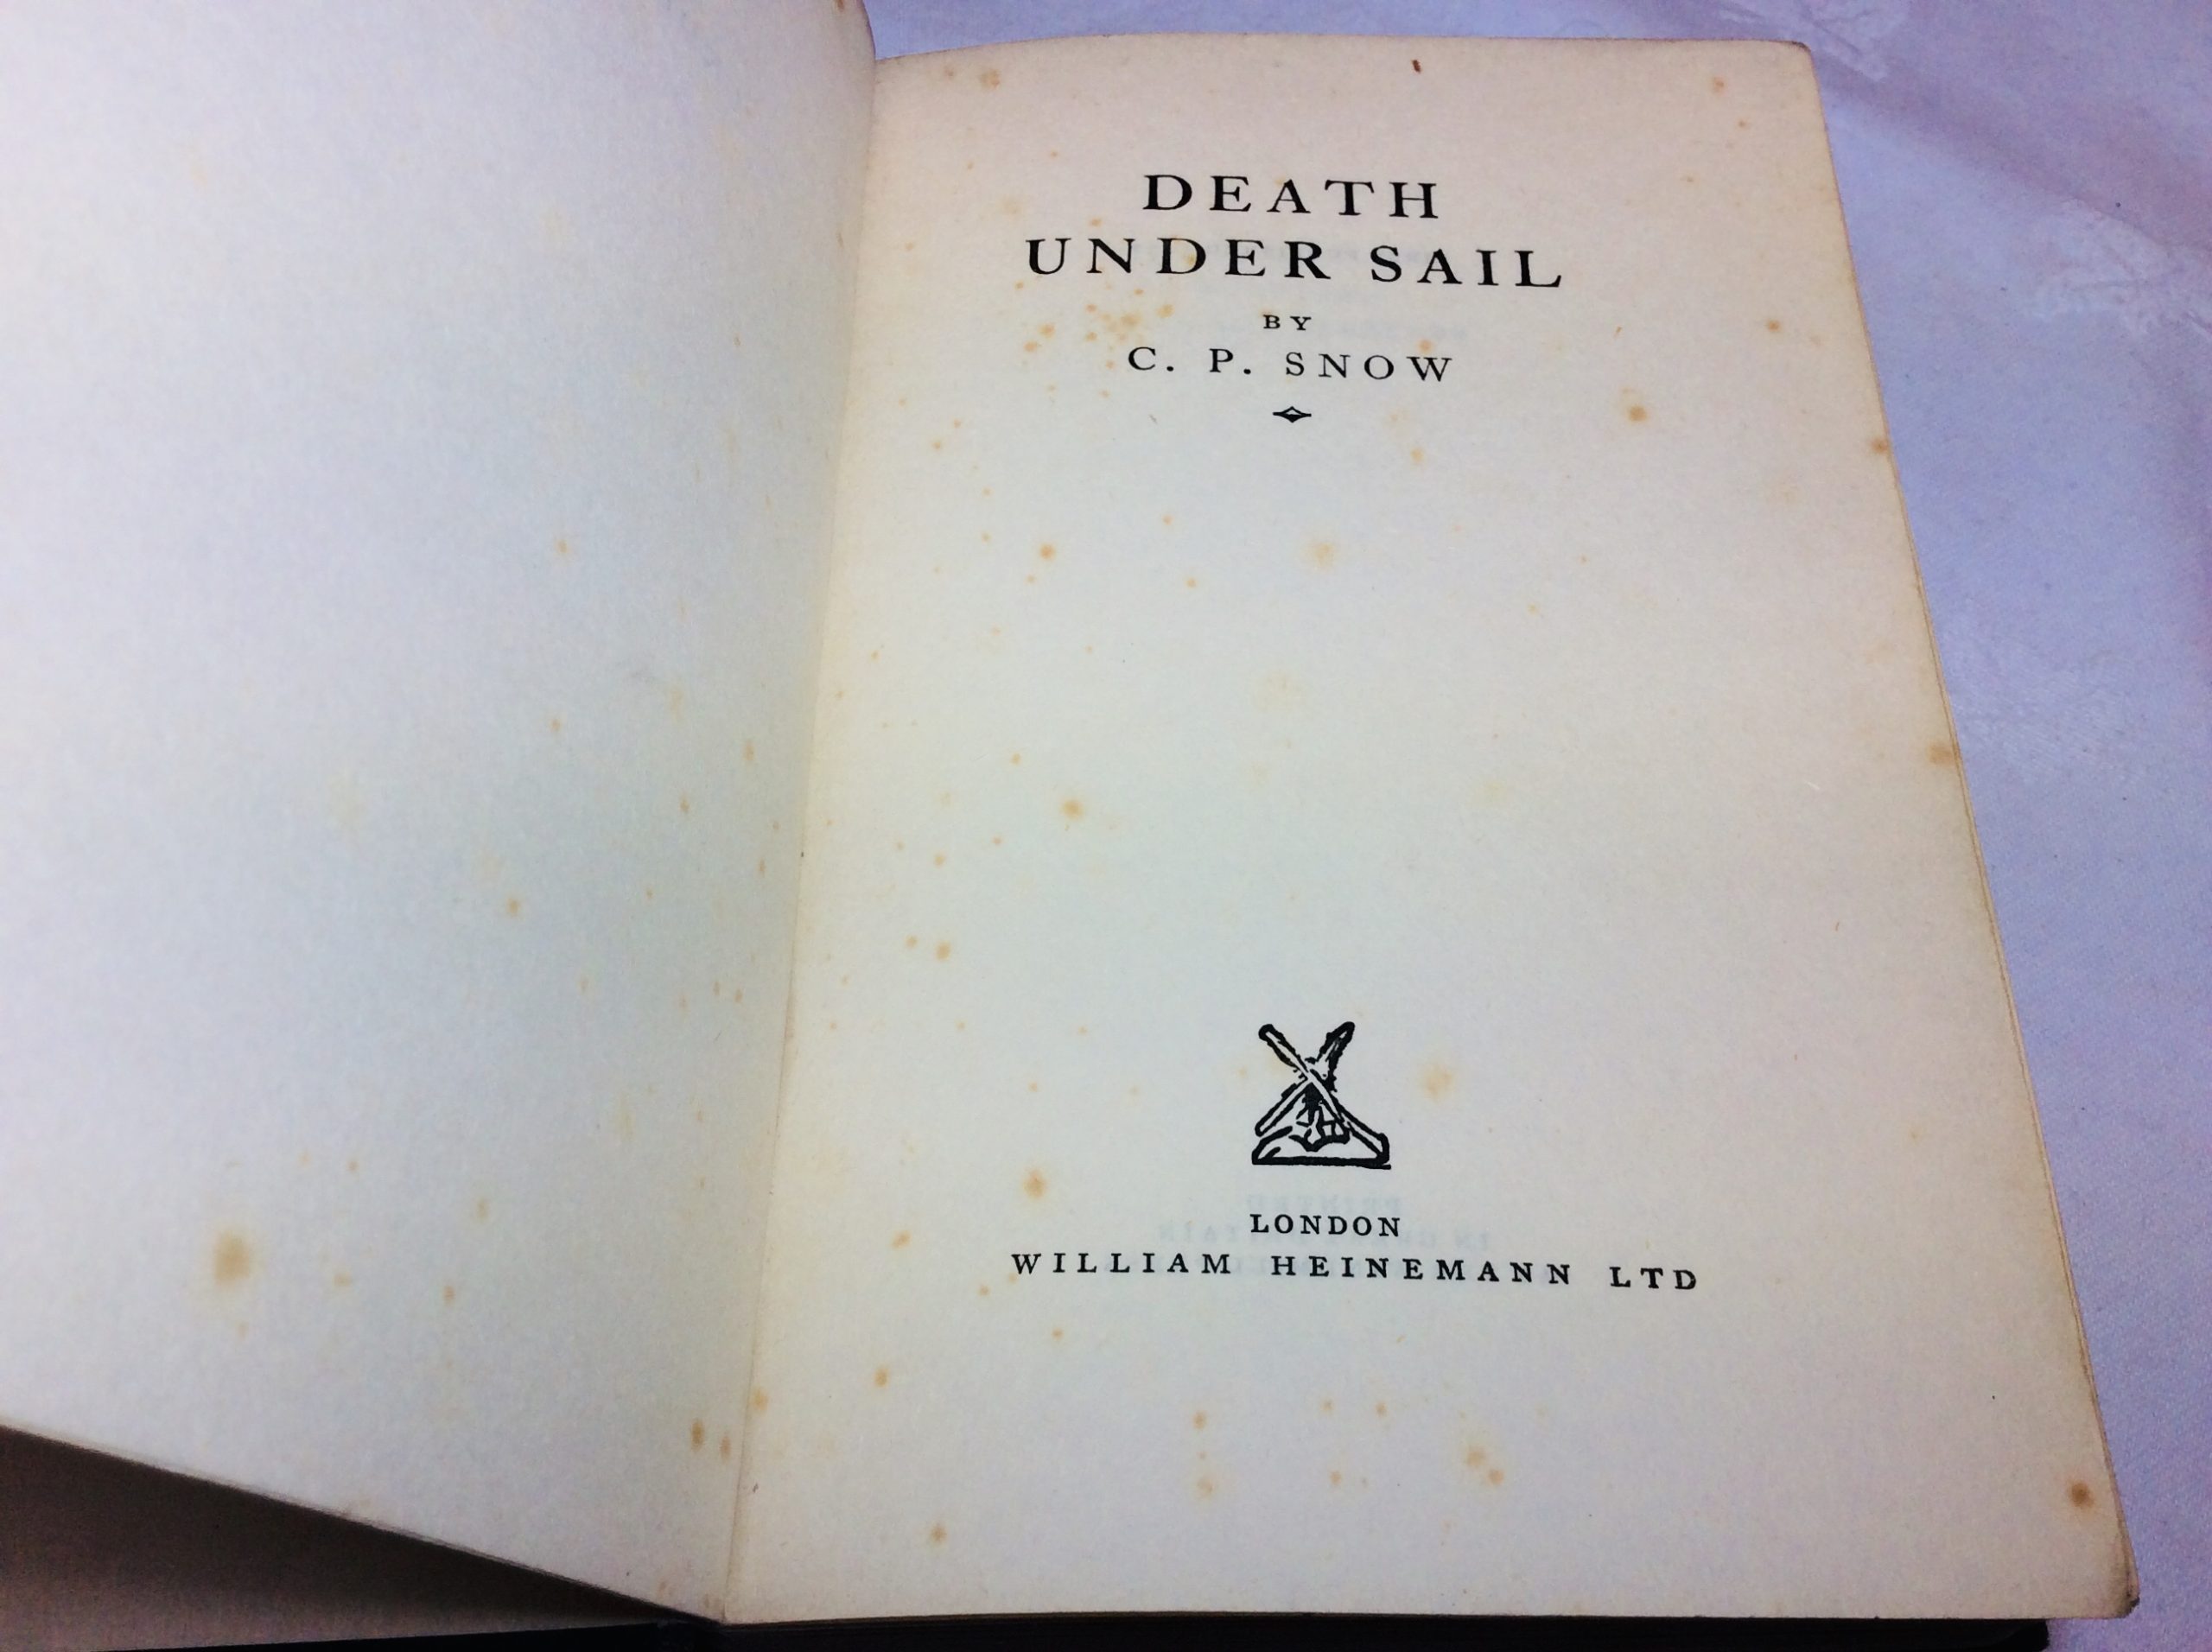 DEATH
UNDER SAIL
BY
C. P. SNOW
LONDON
WILLIAM HEINEMANN LTD